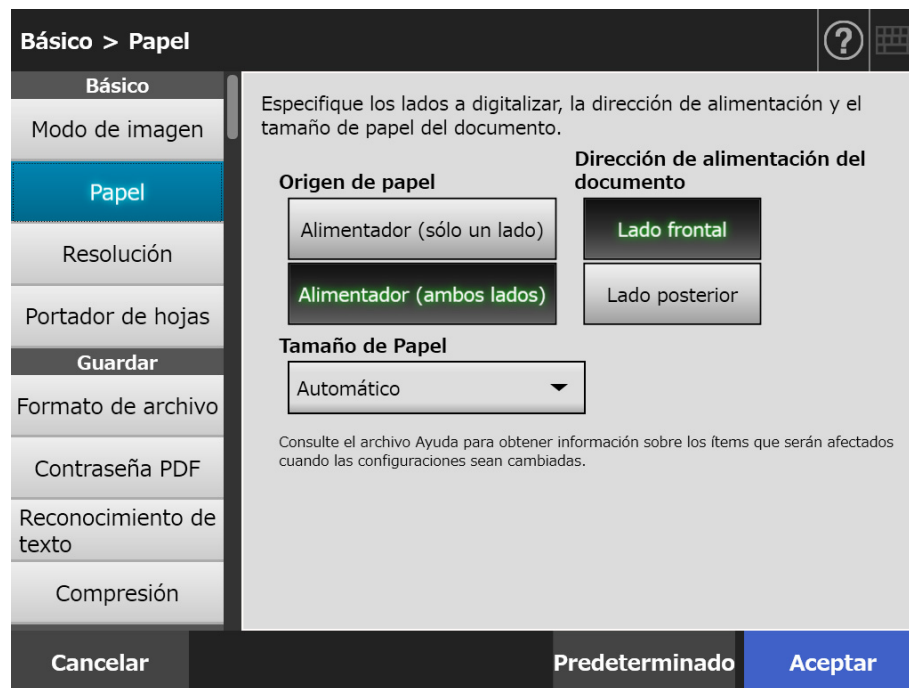 Básico > Papel
?
Básico
Modo de imagen
Papel
Resolución
Portador de hojas
Guardar
Formato de archivo
Contraseña PDF
Reconocimiento de
texto
Compresión
Especifique los lados a digitalizar, la dirección de alimentación y el
tamaño de papel del documento.
Origen de papel
Alimentador (sólo un lado)
Alimentador (ambos lados)
Dirección de alimentación del
documento
Lado frontal
Lado posterior
Tamaño de Papel
Automático
Consulte el archivo Ayuda para obtener información sobre los ítems que serán afectados
cuando las configuraciones sean cambiadas.
Cancelar
Predeterminado
Aceptar